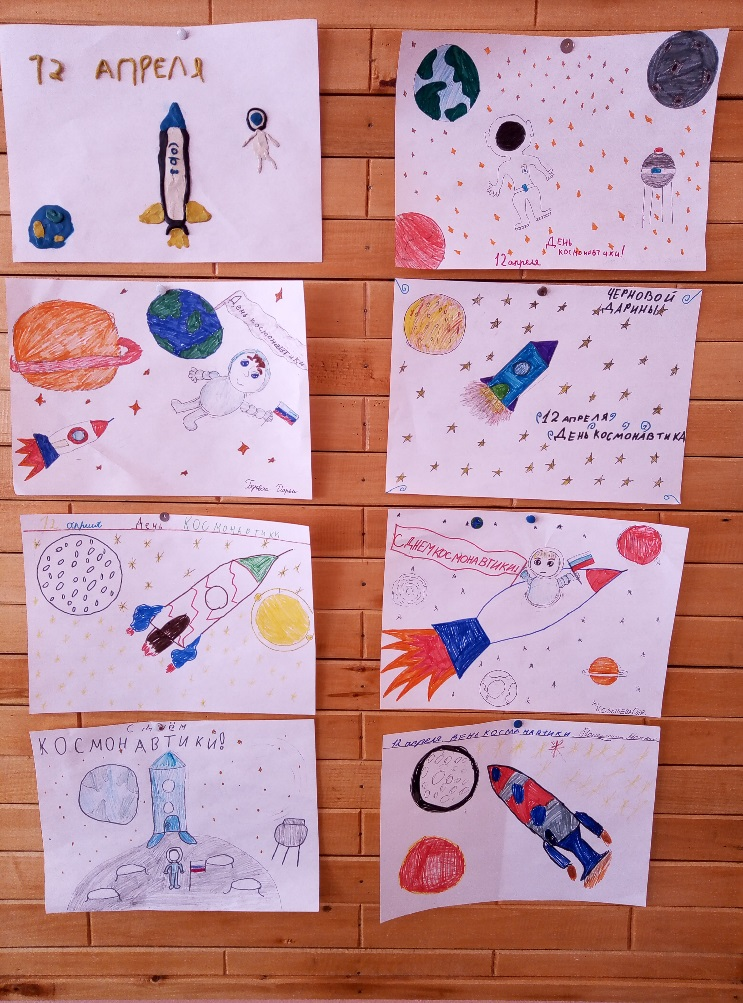 12 АПРЕЛЯ
День
космонавтики!
12 апреля
День космонавтики
ЧЕРНОВОЙ
ДАРИНЫ
12 АПРЕЛЯ
ДЕНЬ КОСМОНАВТИКА
12 апреля День КОСМОНАВТИКИ
С ДНЕМ КОСМОНАВТИКИ!
С ДНЁМ
КОСМОНАВТИКИ!
12 апреля ДЕНЬ КОСМОНАВТИКИ